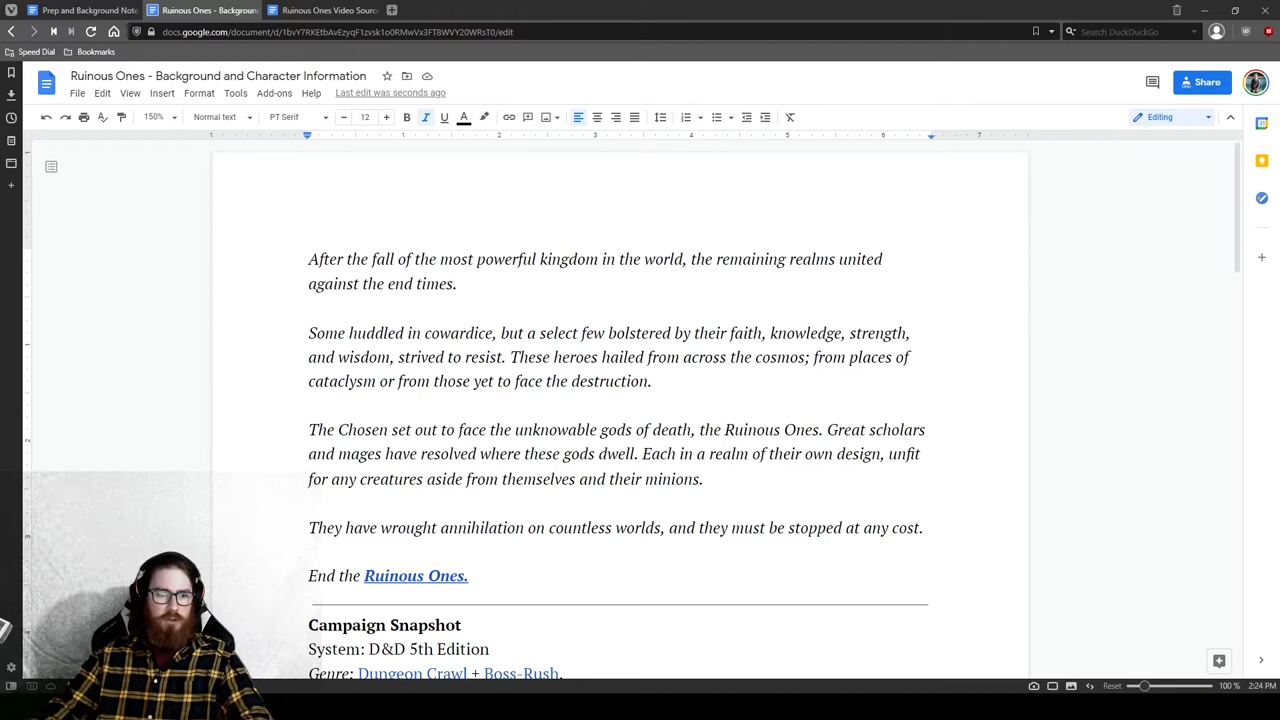 Prep and Background Note
Ruinous Ones - Backgroun
Ruinous Ones Video Sourc
docs.google.com/document/d/1bvY7RKEtbAvEzyqF1zvsk1o0RMwVx3FT8WVY20WRsT0/edit
Search DuckDuckGo
Speed Dial
Bookmarks
Ruinous Ones - Background and Character Information
File Edit View Insert Format Tools Add-ons Help Last edit was seconds ago
Share
150% Normal text PT Serif 12 B I U A Editing
1 1 2 3 4 5 6 7
After the fall of the most powerful kingdom in the world, the remaining realms united
against the end times.
Some huddled in cowardice, but a select few bolstered by their faith, knowledge, strength,
and wisdom, strived to resist. These heroes hailed from across the cosmos; from places of
cataclysm or from those yet to face the destruction.
The Chosen set out to face the unknowable gods of death, the Ruinous Ones. Great scholars
and mages have resolved where these gods dwell. Each in a realm of their own design, unfit
for any creatures aside from themselves and their minions.
They have wrought annihilation on countless worlds, and they must be stopped at any cost.
End the Ruinous Ones.
Campaign Snapshot
System: D&D 5th Edition
Genre: Dungeon Crawl + Boss-Rush.
Reset 100 % 2:24 PM